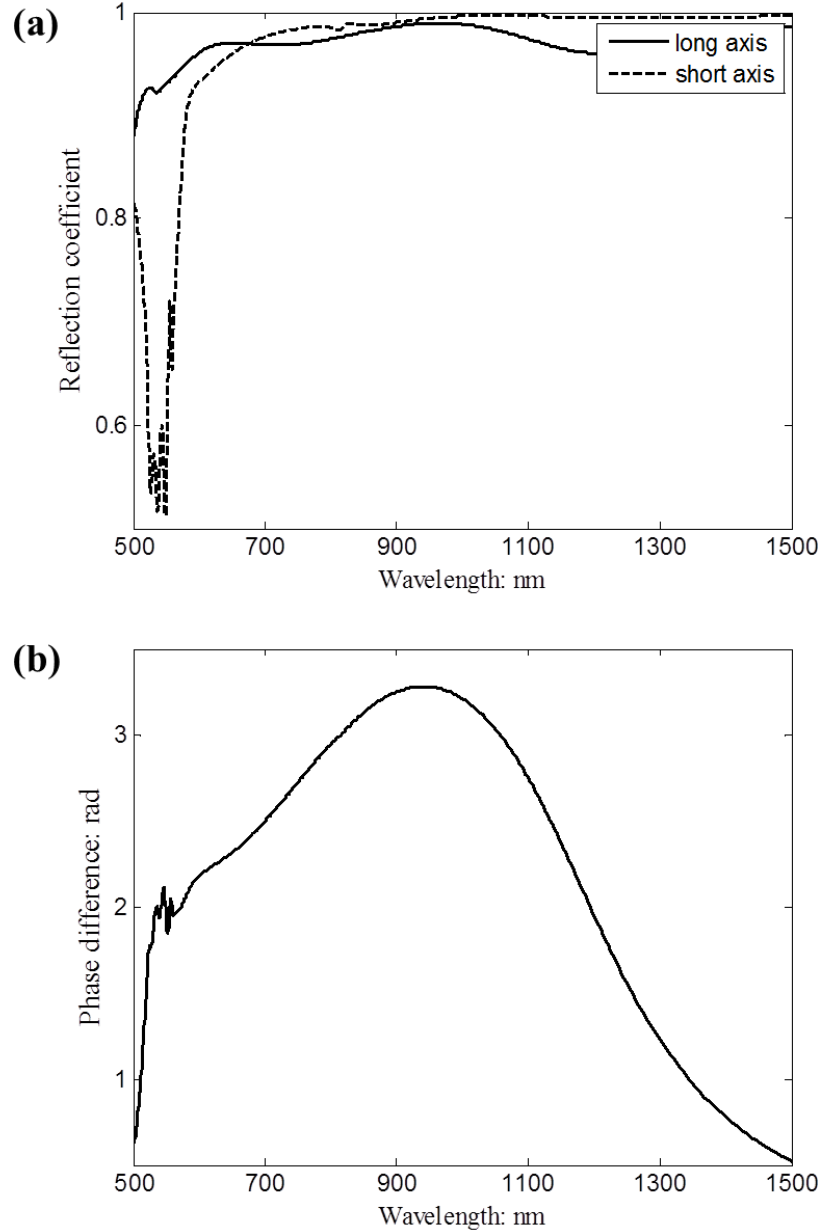 (a)
1
0.8
0.6
Reflection coefficient
long axis
short axis
500 700 900 1100 1300 1500
Wavelength: nm
(b)
3
2
1
Phase difference: rad
500 700 900 1100 1300 1500
Wavelength: nm